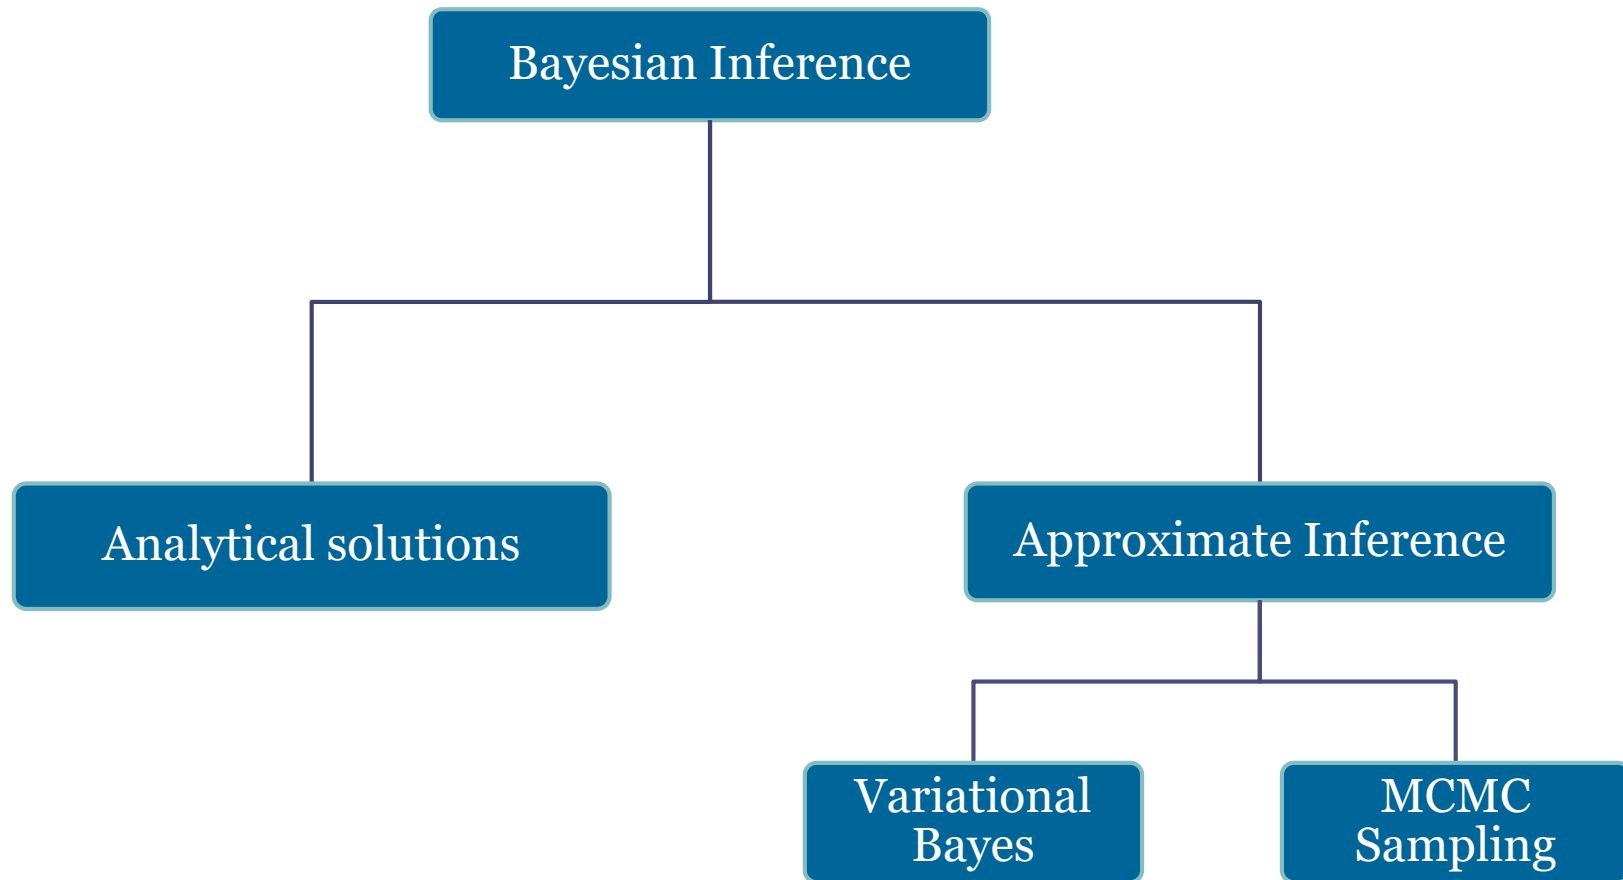 Bayesian Inference
Analytical solutions
Approximate Inference
Variational
Bayes
MCMC
Sampling